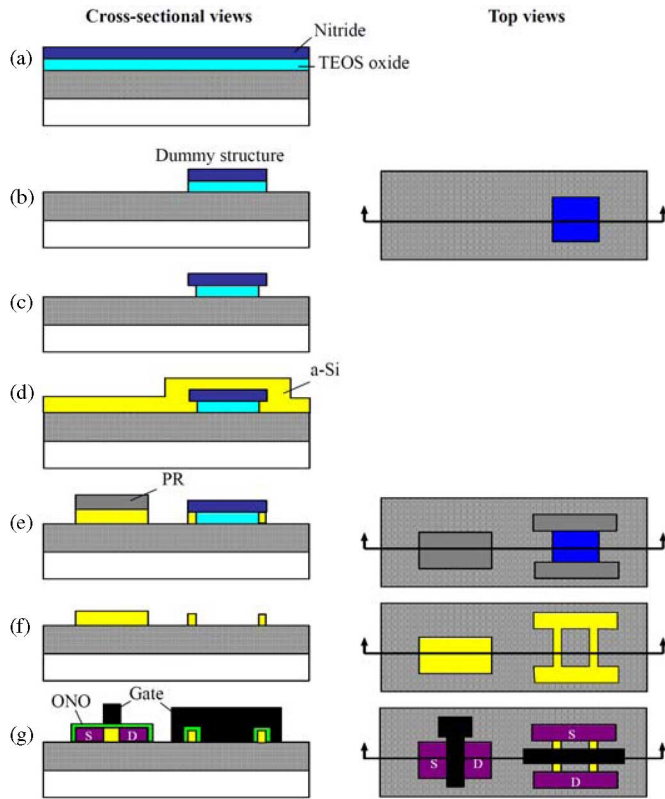 Cross-sectional views
Top views
(a)
Nitride
TEOS oxide
(b)
Dummy structure
(c)
(d)
a-Si
(e)
PR
(f)
(g)
ONO
Gate
S
D
S
D
S
D